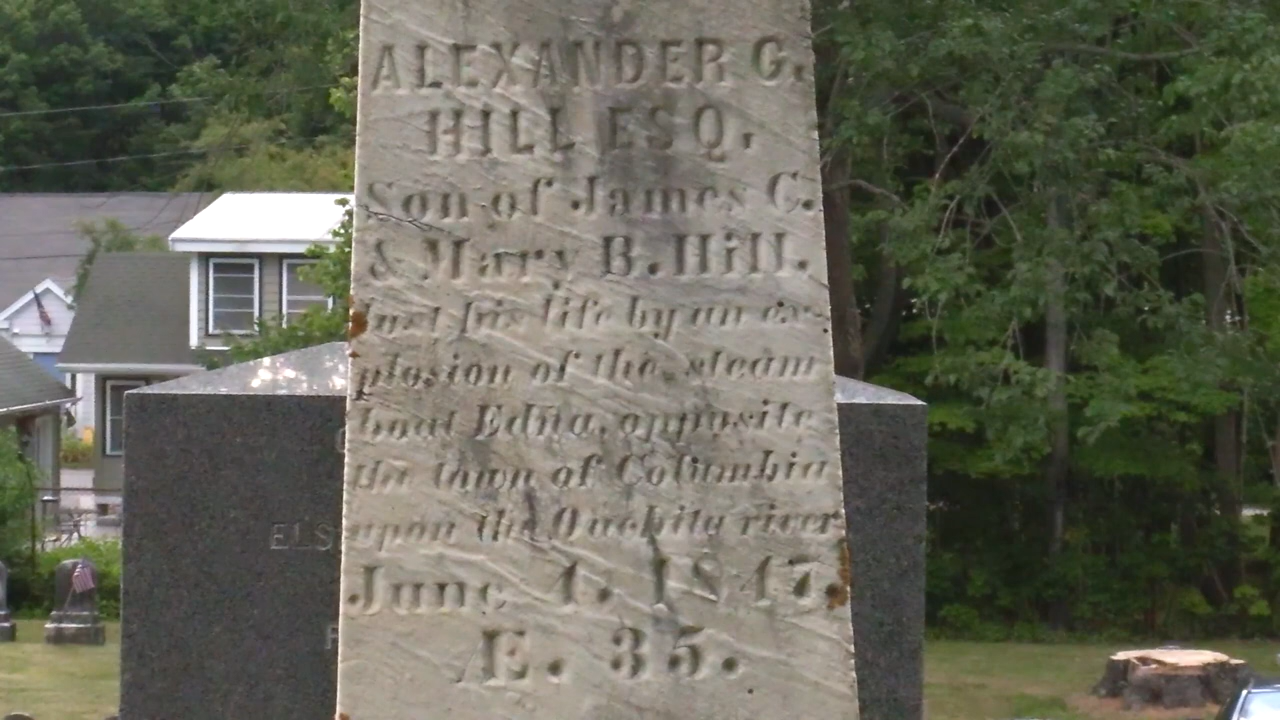 ALEXANDER G.
HILL ESQ.
Son of James C.
& Mary B. Hill.
lost his life by an ex-
plosion of the steam
boat Edna, opposite
the town of Columbia
ELS
upon the Ouchita river
June 1. 1847.
Æ. 35.